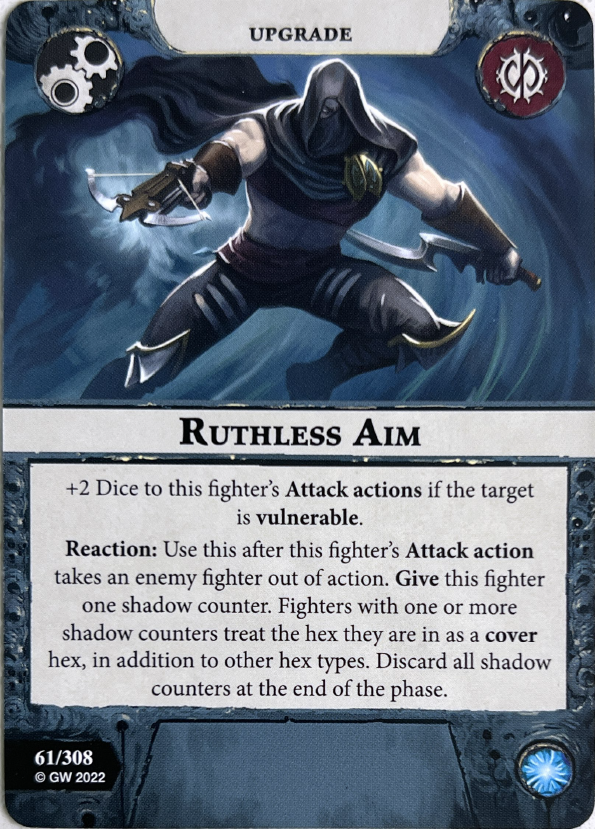 UPGRADE
RUTHLESS AIM
+2 Dice to this fighter's Attack actions if the target
is vulnerable.
Reaction: Use this after this fighter's Attack action
takes an enemy fighter out of action. Give this fighter
one shadow counter. Fighters with one or more
shadow counters treat the hex they are in as a cover
hex, in addition to other hex types. Discard all shadow
counters at the end of the phase.
61/308
© GW 2022